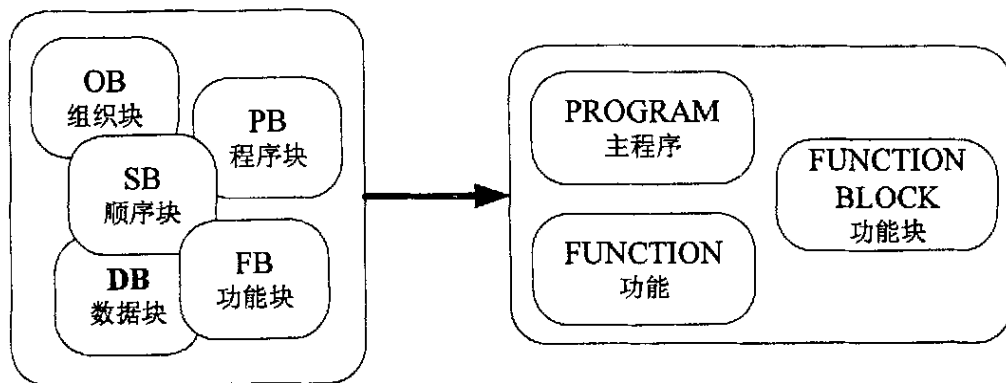 OB
组织块
PB
程序块
SB
顺序块
DB
数据块
FB
功能块
PROGRAM
主程序
FUNCTION
功能
FUNCTION
BLOCK
功能块